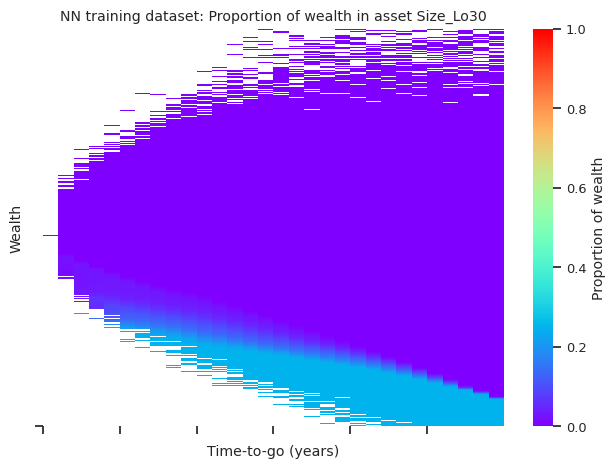 NN training dataset: Proportion of wealth in asset Size_Lo30
Wealth
Time-to-go (years)
1.0
0.8
0.6
0.4
0.2
0.0
Proportion of wealth